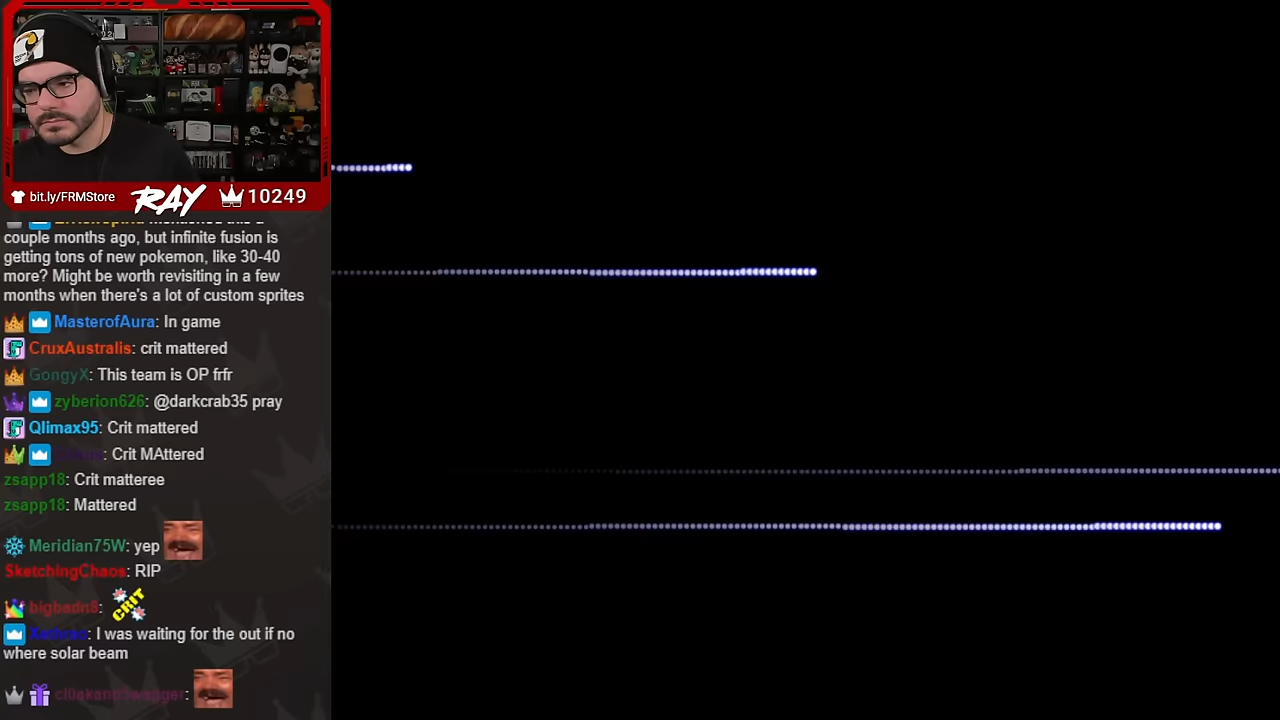 bit.ly/FRMStore RAY 10249
couple months ago, but infinite fusion is
getting tons of new pokemon, like 30-40
more? Might be worth revisiting in a few
months when there's a lot of custom sprites
MasterofAura: In game
CruxAustralis: crit mattered
GongyX: This team is OP frfr
zyberion626: @darkcrab35 pray
Qlimax95: Crit mattered
: Crit MAttered
zsapp18: Crit matteree
zsapp18: Mattered
Meridian75W: yep
SketchingChaos: RIP
bigbadn8: CRIT
: I was waiting for the out if no
where solar beam